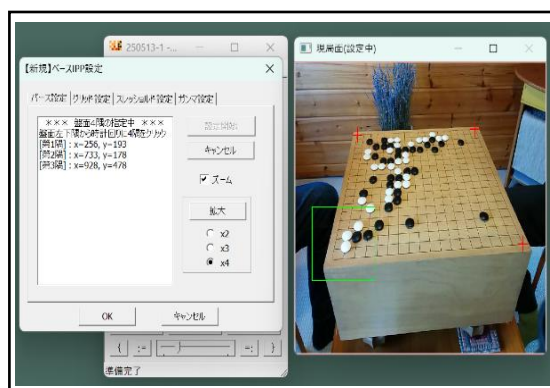 250513-1 -...
現局面(設定中)
【新規】ベースIPP設定
パース設定
グリッド設定
スレッショルド設定
ガンマ設定
*** 盤面4隅の指定中 ***
盤面左下隅から時計回りに4隅をクリック
[第1隅] : x=256, y=193
[第2隅] : x=733, y=178
[第3隅] : x=928, y=478
設定開始
キャンセル
ズーム
拡大
x2
x3
x4
OK
キャンセル
{ := =: }
準備完了